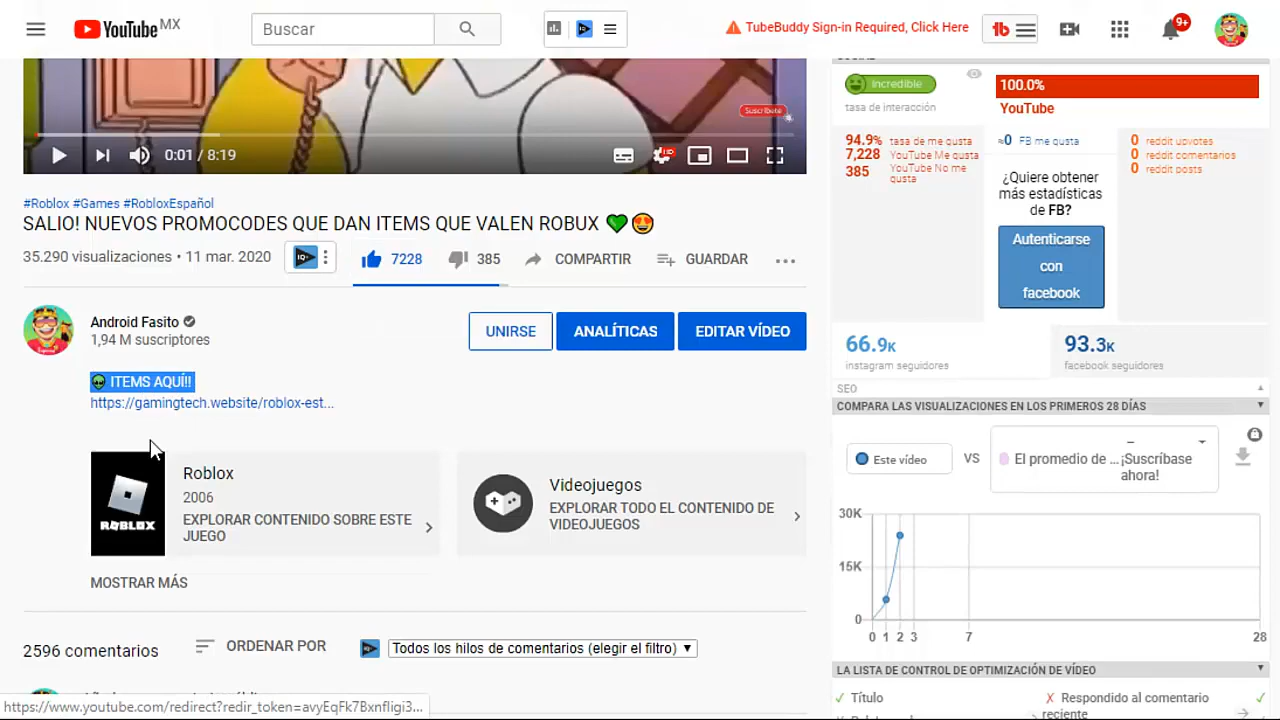 YouTube MX
Buscar
TubeBuddy Sign-in Required, Click Here
tb
9+
Suscríbete
0:01 / 8:19
HD
#Roblox #Games #RobloxEspañol
SALIO! NUEVOS PROMOCODES QUE DAN ITEMS QUE VALEN ROBUX 💚😍
35.290 visualizaciones • 11 mar. 2020
IQ
7228
385
COMPARTIR
GUARDAR
Android Fasito
1,94 M suscriptores
UNIRSE
ANALÍTICAS
EDITAR VÍDEO
👽 ITEMS AQUÍ!!
https://gamingtech.website/roblox-est...
ROBLOX
Roblox
2006
EXPLORAR CONTENIDO SOBRE ESTE
JUEGO
Videojuegos
EXPLORAR TODO EL CONTENIDO DE
VIDEOJUEGOS
MOSTRAR MÁS
2596 comentarios
ORDENAR POR
Todos los hilos de comentarios (elegir el filtro)
https://www.youtube.com/redirect?redir_token=avyEqFk7Bxnfligi3...
incredible
tasa de interacción
100.0%
YouTube
94.9% tasa de me gusta
7,228 YouTube Me gusta
385 YouTube No me
gusta
≈0 FB me gusta
¿Quiere obtener
más estadísticas
de FB?
Autenticarse
con
facebook
0 reddit upvotes
0 reddit comentarios
0 reddit posts
66.9K
instagram seguidores
93.3K
facebook seguidores
SEO
COMPARA LAS VISUALIZACIONES EN LOS PRIMEROS 28 DÍAS
Este vídeo
VS
El promedio de ... ¡Suscríbase
ahora!
30K
15K
0
0 1 2 3 7 28
LA LISTA DE CONTROL DE OPTIMIZACIÓN DE VÍDEO
Título
Respondido al comentario
reciente